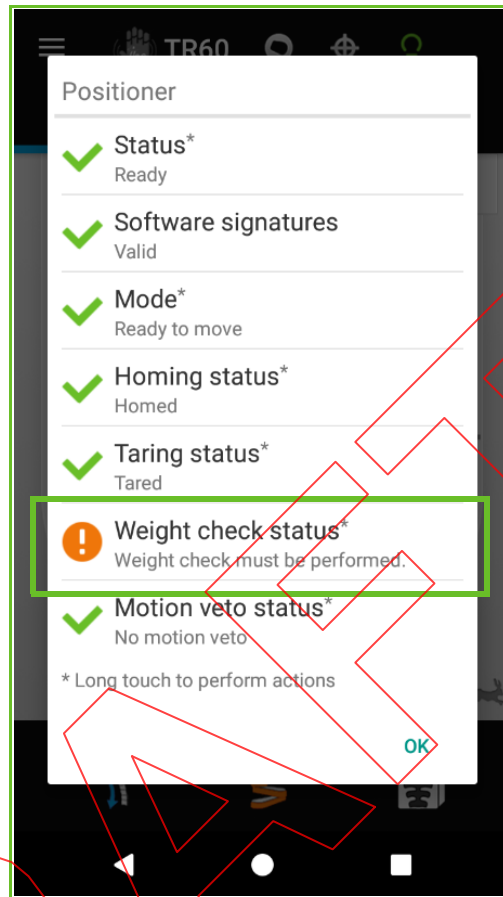 TR60
Positioner
Status*
Ready
Software signatures
Valid
Mode*
Ready to move
Homing status*
Homed
Taring status*
Tared
Weight check status*
Weight check must be performed.
Motion veto status*
No motion veto
* Long touch to perform actions
OK